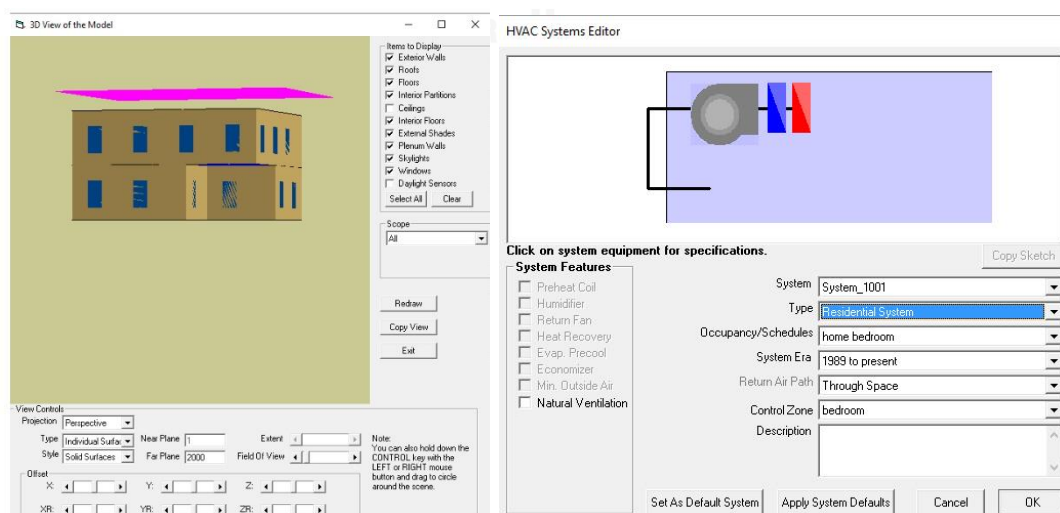 3D View of the Model
Items to Display
Exterior Walls
Roofs
Floors
Interior Partitions
Ceilings
Interior Floors
External Shades
Plenum Walls
Skylights
Windows
Daylight Sensors
Select All Clear
Scope
All
Redraw
Copy View
Exit
View Controls
Projection Perspective
Type Individual Surfac Near Plane 1 Extent
Style Solid Surfaces Far Plane 2000 Field Of View
Note:
You can also hold down the
CONTROL key with the
LEFT or RIGHT mouse
button and drag to circle
around the scene.
Offset
X: Y: Z:
XR: YR: ZR:
HVAC Systems Editor
Click on system equipment for specifications.
Copy Sketch
System Features
Preheat Coil
Humidifier
Return Fan
Heat Recovery
Evap. Precool
Economizer
Min. Outside Air
Natural Ventilation
System System_1001
Type Residential System
Occupancy/Schedules home bedroom
System Era 1989 to present
Return Air Path Through Space
Control Zone bedroom
Description
Set As Default System Apply System Defaults Cancel OK